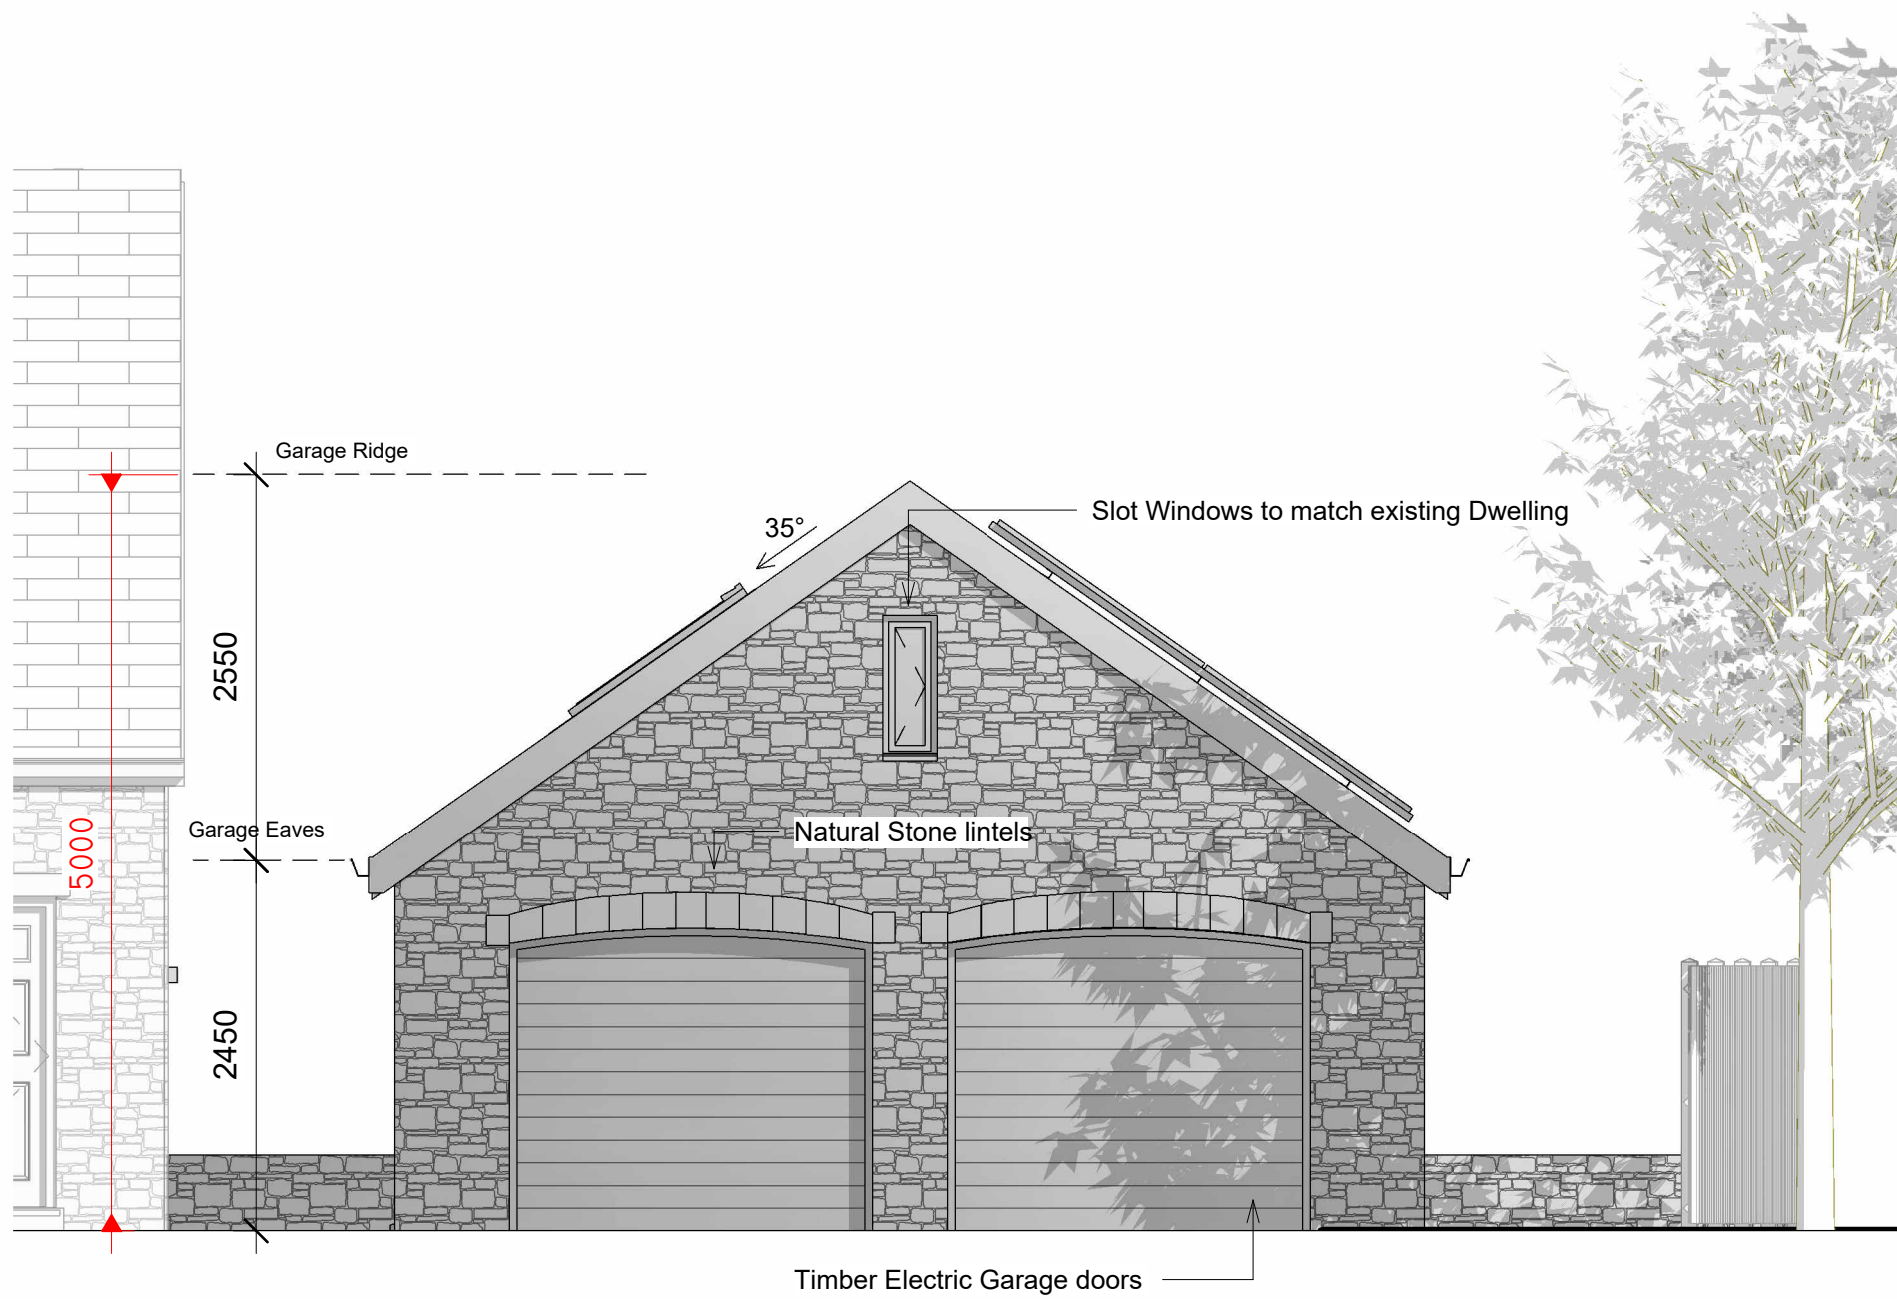 Garage Ridge
35°
Slot Windows to match existing Dwelling
2550
Garage Eaves
5000
Natural Stone lintels
2450
Timber Electric Garage doors